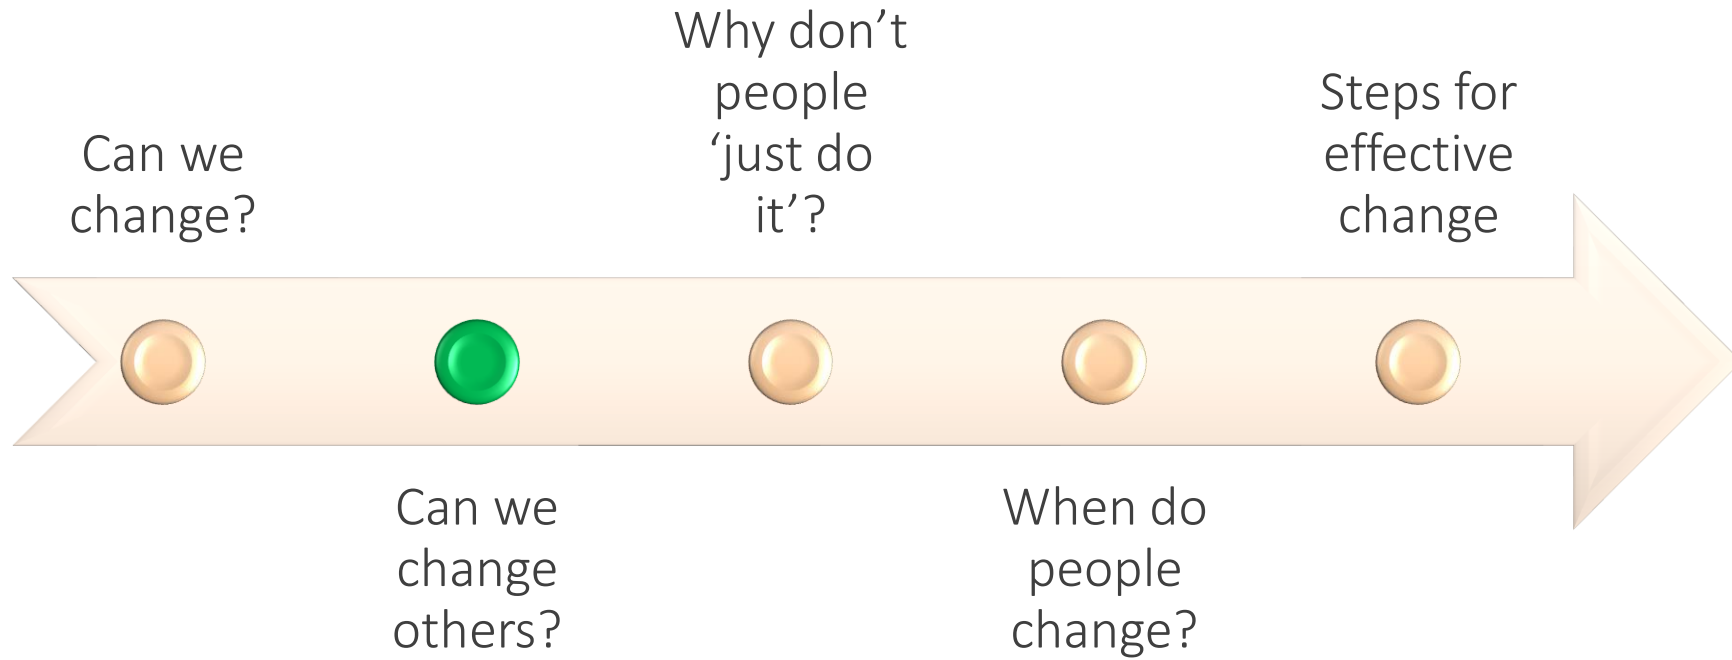 Can we
change?
Can we
change
others?
Why don’t
people
‘just do
it’?
When do
people
change?
Steps for
effective
change